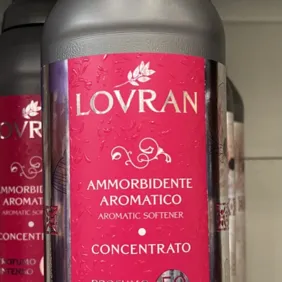 LOVRAN
AMMORBIDENTE
AROMATICO
AROMATIC SOFTENER
CONCENTRATO